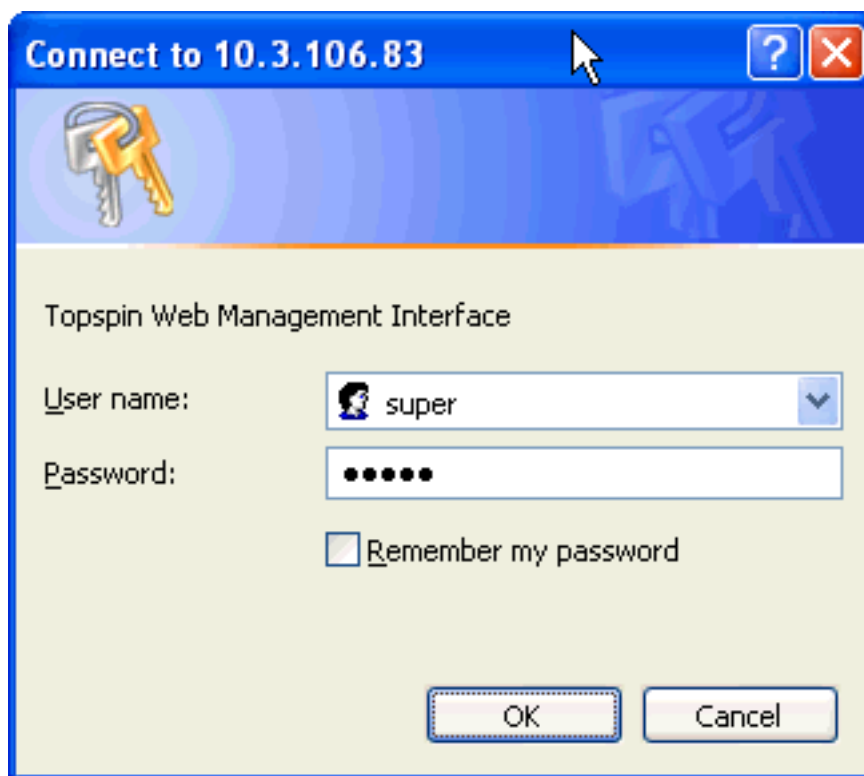 Connect to 10.3.106.83
?
Topspin Web Management Interface
User name:
super
Password:
●●●●●
Remember my password
OK
Cancel